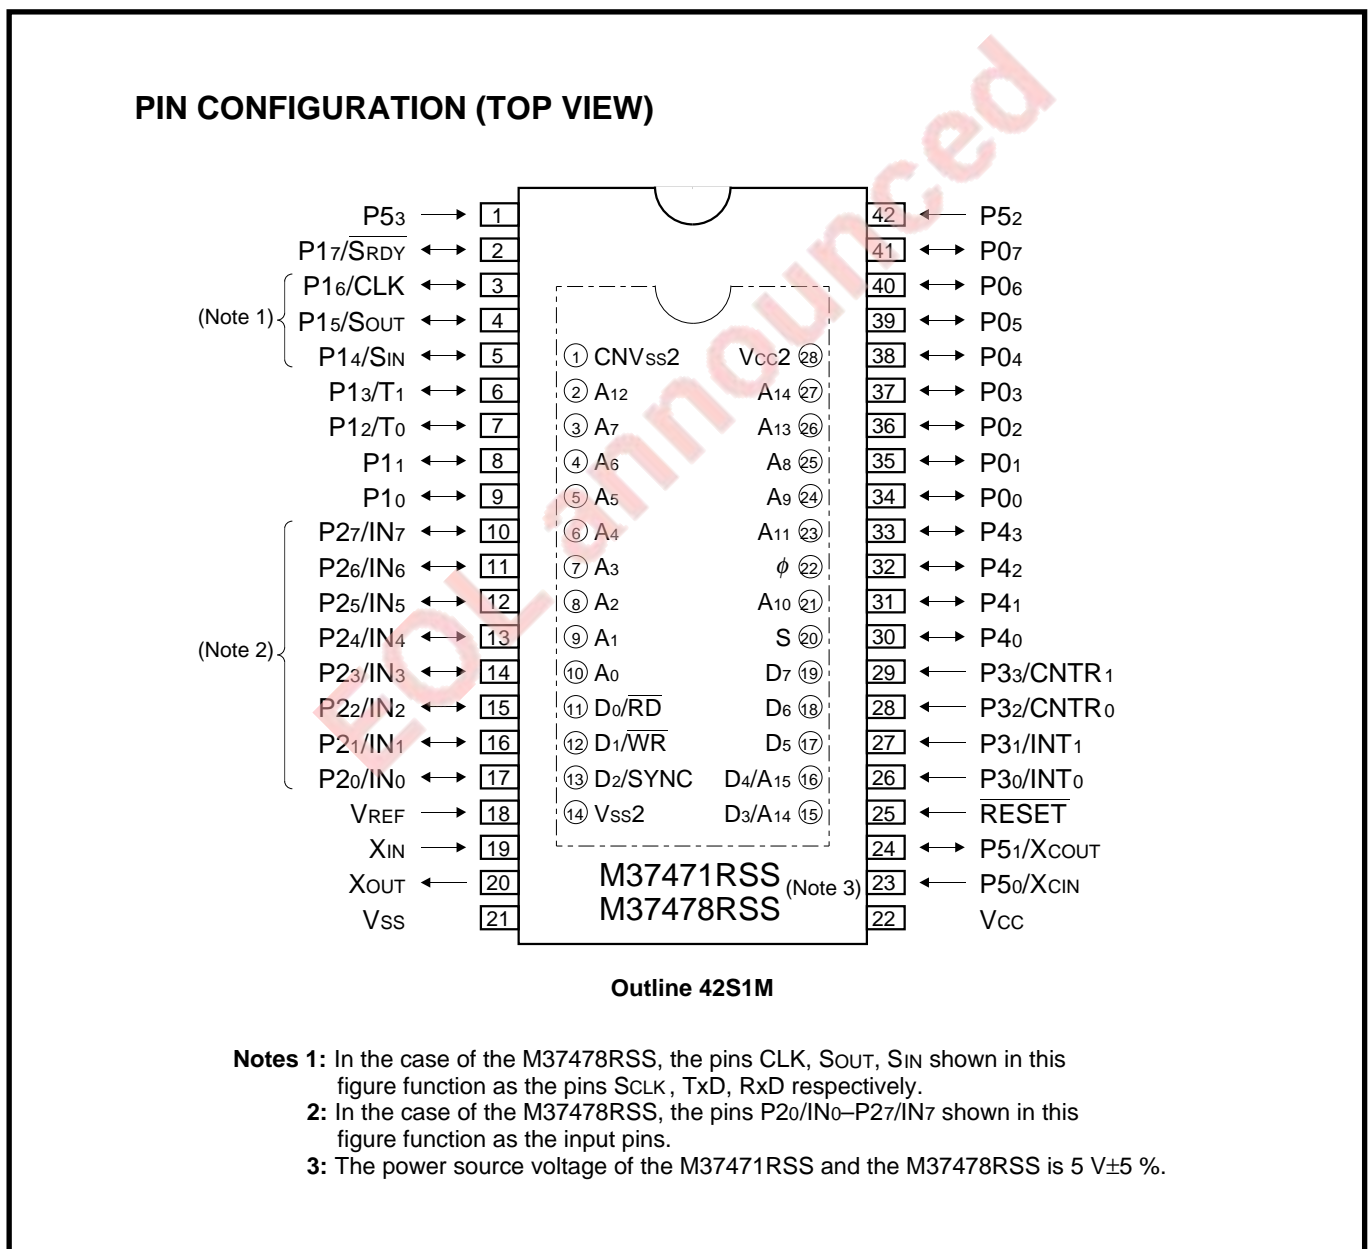 PIN CONFIGURATION (TOP VIEW)
EOL announced
P53 1 42 P52
P17/SRDY 2 41 P07
P16/CLK 3 40 P06
(Note 1) P15/SOUT 4 39 P05
P14/SIN 5 ① CNVSS2 VCC2 ㉘ 38 P04
P13/T1 6 ② A12 A14 ㉗ 37 P03
P12/T0 7 ③ A7 A13 ㉖ 36 P02
P11 8 ④ A6 A8 ㉕ 35 P01
P10 9 ⑤ A5 A9 ㉔ 34 P00
P27/IN7 10 ⑥ A4 A11 ㉓ 33 P43
P26/IN6 11 ⑦ A3 ϕ ㉒ 32 P42
P25/IN5 12 ⑧ A2 A10 ㉑ 31 P41
(Note 2) P24/IN4 13 ⑨ A1 S ⑳ 30 P40
P23/IN3 14 ⑩ A0 D7 ⑲ 29 P33/CNTR1
P22/IN2 15 ⑪ D0/RD D6 ⑱ 28 P32/CNTR0
P21/IN1 16 ⑫ D1/WR D5 ⑰ 27 P31/INT1
P20/IN0 17 ⑬ D2/SYNC D4/A15 ⑯ 26 P30/INT0
VREF 18 ⑭ VSS2 D3/A14 ⑮ 25 RESET
XIN 19 24 P51/XCOUT
XOUT 20 M37471RSS (Note 3) 23 P50/XCIN
VSS 21 M37478RSS 22 VCC
Outline 42S1M
Notes 1: In the case of the M37478RSS, the pins CLK, SOUT, SIN shown in this
figure function as the pins SCLK , TxD, RxD respectively.
2: In the case of the M37478RSS, the pins P20/IN0–P27/IN7 shown in this
figure function as the input pins.
3: The power source voltage of the M37471RSS and the M37478RSS is 5 V±5 %.